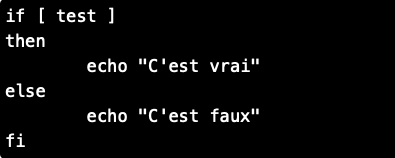 if [ test ]
then
        echo "C'est vrai"
else
        echo "C'est faux"
fi